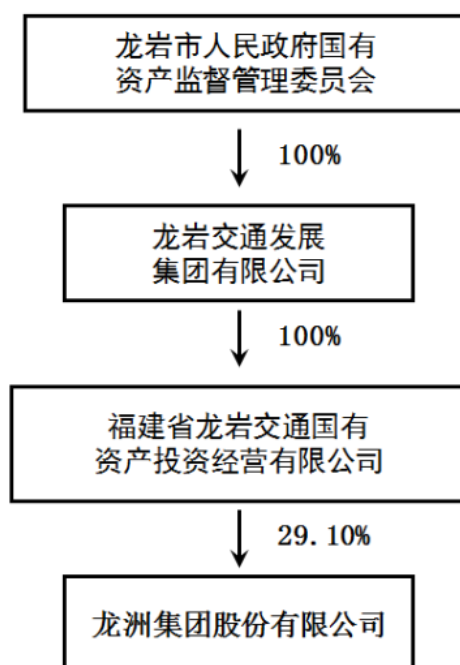 龙岩市人民政府国有
资产监督管理委员会
100%
龙岩交通发展
集团有限公司
100%
福建省龙岩交通国有
资产投资经营有限公司
29.10%
龙洲集团股份有限公司